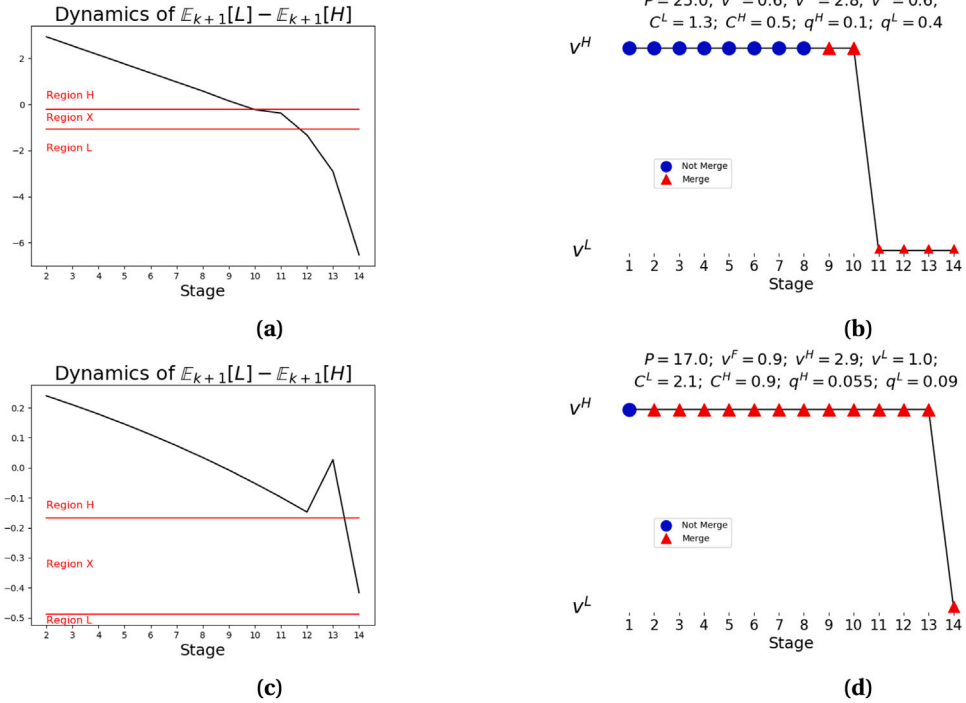 Dynamics of 𝔼ₖ₊₁[L] − 𝔼ₖ₊₁[H]
2
0
−2
−4
−6
Region H
Region X
Region L
2 3 4 5 6 7 8 9 10 11 12 13 14
Stage
(a)
C^L = 1.3; C^H = 0.5; q^H = 0.1; q^L = 0.4
v^H
v^L
Not Merge
Merge
1 2 3 4 5 6 7 8 9 10 11 12 13 14
Stage
(b)
Dynamics of 𝔼ₖ₊₁[L] − 𝔼ₖ₊₁[H]
0.2
0.1
0.0
−0.1
−0.2
−0.3
−0.4
−0.5
Region H
Region X
Region L
2 3 4 5 6 7 8 9 10 11 12 13 14
Stage
(c)
P = 17.0; v^F = 0.9; v^H = 2.9; v^L = 1.0;
C^L = 2.1; C^H = 0.9; q^H = 0.055; q^L = 0.09
v^H
v^L
Not Merge
Merge
1 2 3 4 5 6 7 8 9 10 11 12 13 14
Stage
(d)